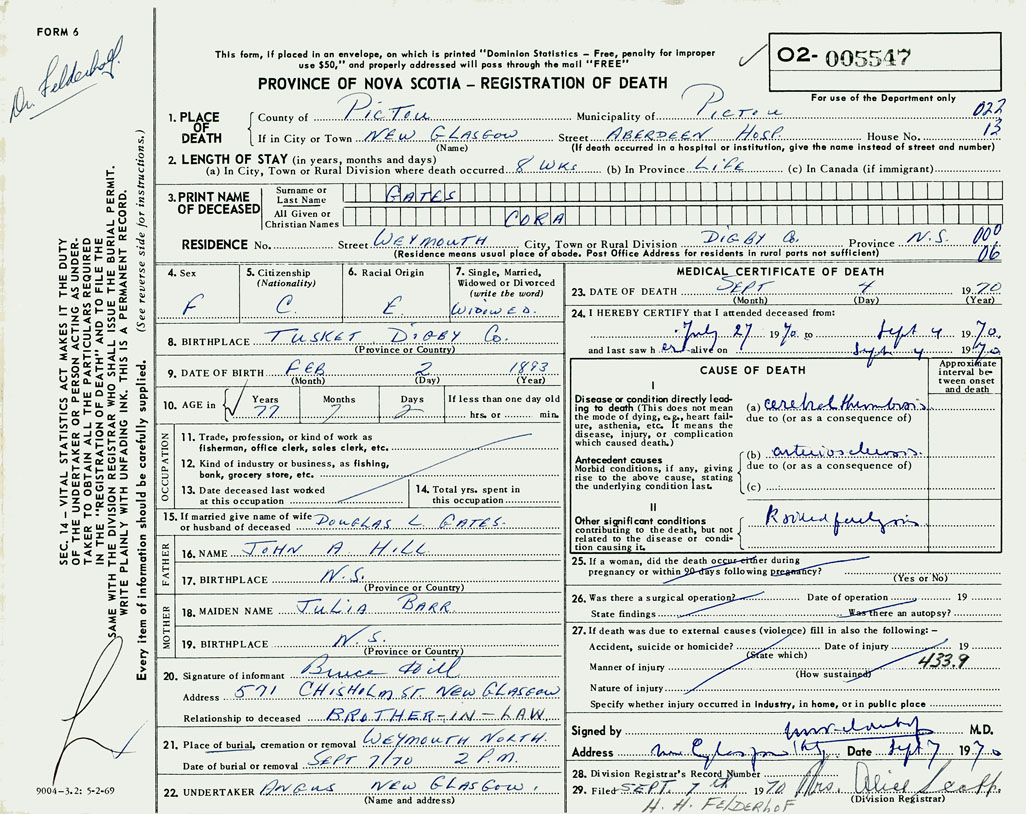 FORM 6
Dr. Felderhof.
This form, if placed in an envelope, on which is printed "Dominion Statistics – Free, penalty for improper
use $50," and properly addressed will pass through the mail "FREE"
PROVINCE OF NOVA SCOTIA – REGISTRATION OF DEATH
02- 005547
For use of the Department only
1. PLACE OF DEATH
County of PICTOU Municipality of PICTOU 022
If in City or Town NEW GLASGOW Street ABERDEEN HOSP. House No. 13
(Name) (If death occurred in a hospital or institution, give the name instead of street and number)
2. LENGTH OF STAY (in years, months and days)
(a) In City, Town or Rural Division where death occurred 8 WKS (b) In Province LIFE (c) In Canada (if immigrant)
3. PRINT NAME OF DECEASED
Surname or Last Name GATES
All Given or Christian Names CORA
RESIDENCE No. Street WEYMOUTH City, Town or Rural Division DIGBY CO. Province N.S. 000
(Residence means usual place of abode. Post Office Address for residents in rural parts not sufficient) 06
4. Sex F
5. Citizenship (Nationality) C.
6. Racial Origin E.
7. Single, Married, Widowed or Divorced (write the word) WIDOWED.
8. BIRTHPLACE TUSKET DIGBY CO.
(Province or Country)
9. DATE OF BIRTH FEB 2 1893
(Month) (Day) (Year)
10. AGE in Years 77 Months 7 Days 2 If less than one day old
hrs. or min.
OCCUPATION
11. Trade, profession, or kind of work as
fisherman, office clerk, sales clerk, etc.
12. Kind of industry or business, as fishing,
bank, grocery store, etc.
13. Date deceased last worked
at this occupation
14. Total yrs. spent in
this occupation
15. If married give name of wife
or husband of deceased DOUGLAS L. GATES.
FATHER
16. NAME JOHN A HILL
17. BIRTHPLACE N.S.
(Province or Country)
MOTHER
18. MAIDEN NAME JULIA BARR
19. BIRTHPLACE N.S.
(Province or Country)
20. Signature of informant Bruce Hill
Address 571 CHISHOLM ST. NEW GLASGOW
Relationship to deceased BROTHER-IN-LAW
21. Place of burial, cremation or removal WEYMOUTH NORTH.
Date of burial or removal SEPT 7/70 2 P.M.
22. UNDERTAKER ANGUS NEW GLASGOW.
(Name and address)
MEDICAL CERTIFICATE OF DEATH
23. DATE OF DEATH SEPT 4 1970
(Month) (Day) (Year)
24. I HEREBY CERTIFY that I attended deceased from:
July 27 1970 to Sept 4 1970.
and last saw her alive on Sept 4 1970
CAUSE OF DEATH
Approximate interval between onset and death
I
Disease or condition directly leading to death (This does not mean the mode of dying, e.g., heart failure, asthenia, etc. It means the disease, injury, or complication which caused death.)
(a) cerebral thrombosis
due to (or as a consequence of)
Antecedent causes
Morbid conditions, if any, giving rise to the above cause, stating the underlying condition last.
(b) arteriosclerosis.
due to (or as a consequence of)
(c)
II
Other significant conditions
contributing to the death, but not related to the disease or condition causing it.
25. If a woman, did the death occur either during
pregnancy or within 90 days following pregnancy?
(Yes or No)
26. Was there a surgical operation? Date of operation 19
State findings Was there an autopsy?
27. If death was due to external causes (violence) fill in also the following: –
Accident, suicide or homicide? Date of injury 19
(State which) 433.9
Manner of injury
(How sustained)
Nature of injury
Specify whether injury occurred in industry, in home, or in public place
Signed by M.D.
Address Date Sept 7 1970
28. Division Registrar's Record Number
29. Filed SEPT. 7th 1970 Mrs. Alice
(Division Registrar)
H. H. FELDERHOF
SEC. 14 – VITAL STATISTICS ACT MAKES IT THE DUTY
OF THE UNDERTAKER OR PERSON ACTING AS UNDER-
TAKER TO OBTAIN ALL THE PARTICULARS REQUIRED
IN THE "REGISTRATION OF DEATH" AND TO FILE THE
SAME WITH THE DIVISION REGISTRAR WHO SHALL ISSUE THE BURIAL PERMIT.
WRITE PLAINLY WITH UNFADING INK. THIS IS A PERMANENT RECORD.
Every item of information should be carefully supplied. (See reverse side for instructions.)
9004-3.2: 5-2-69